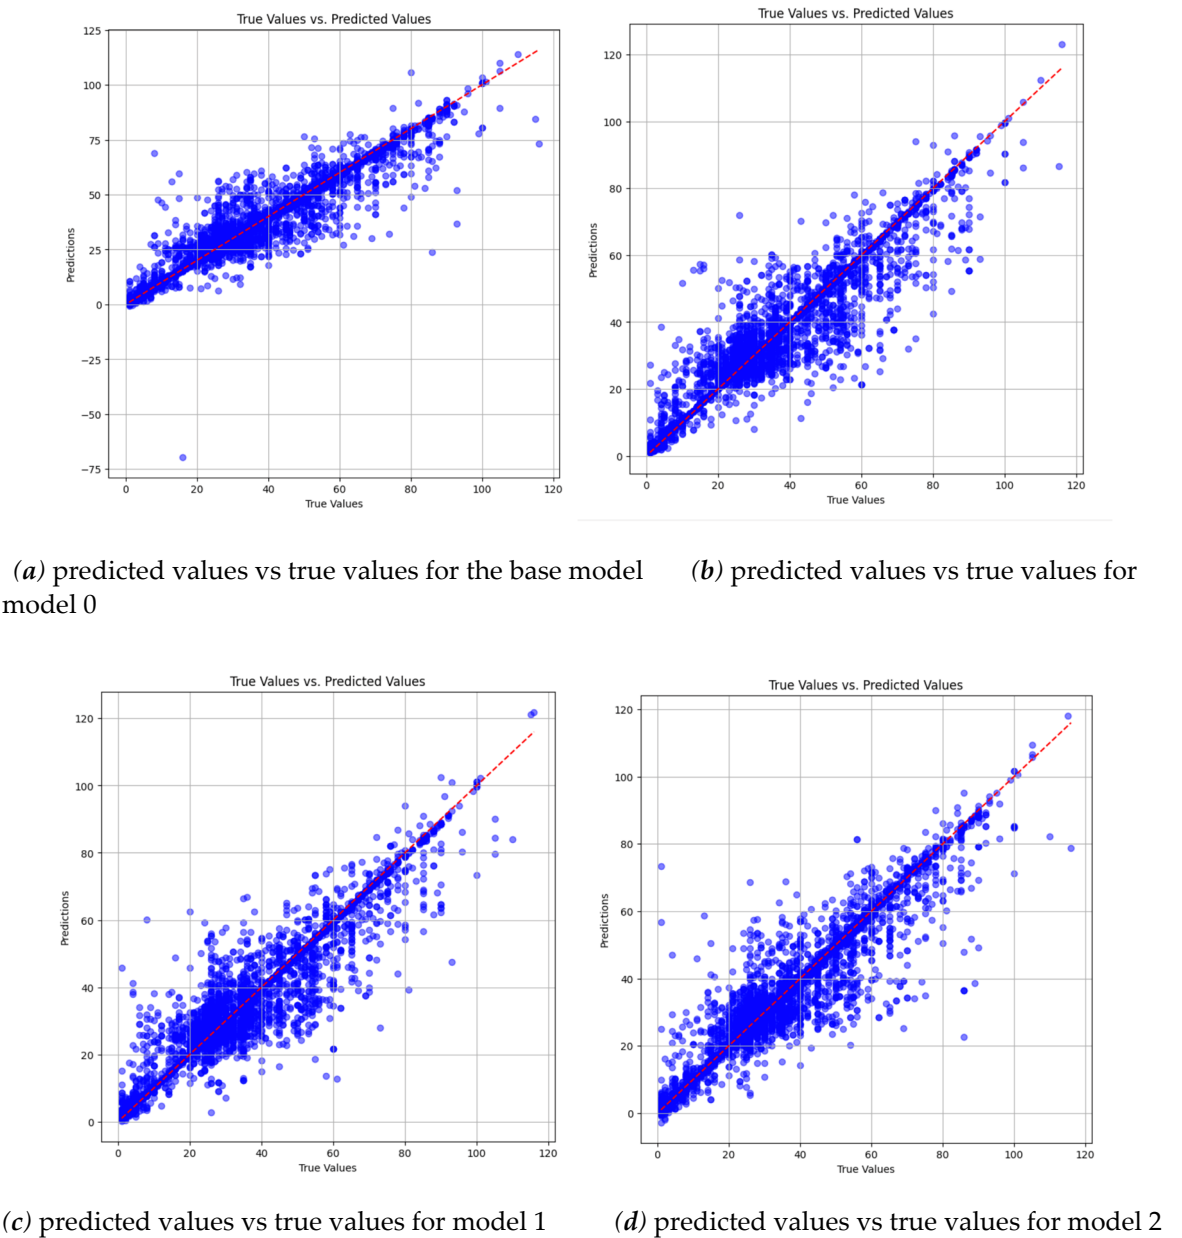 True Values vs. Predicted Values
125
100
75
50
25
0
−25
−50
−75
Predictions
0 20 40 60 80 100 120
True Values
True Values vs. Predicted Values
120
100
80
60
40
20
0
Predictions
0 20 40 60 80 100 120
True Values
(a) predicted values vs true values for the base model (b) predicted values vs true values for
model 0
True Values vs. Predicted Values
120
100
80
60
40
20
0
Predictions
0 20 40 60 80 100 120
True Values
True Values vs. Predicted Values
120
100
80
60
40
20
0
Predictions
0 20 40 60 80 100 120
True Values
(c) predicted values vs true values for model 1 (d) predicted values vs true values for model 2